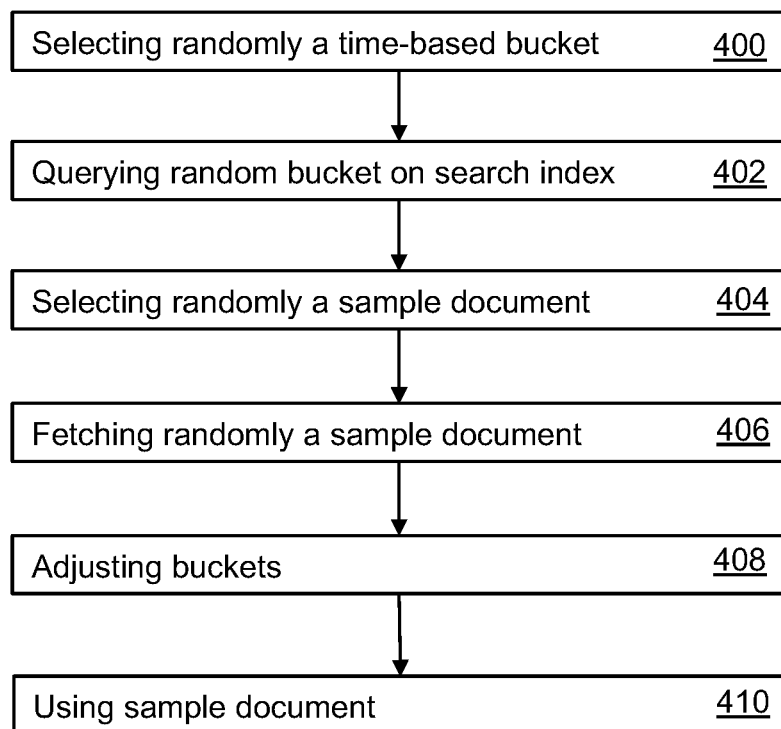 Selecting randomly a time-based bucket 400
Querying random bucket on search index 402
Selecting randomly a sample document 404
Fetching randomly a sample document 406
Adjusting buckets 408
Using sample document 410